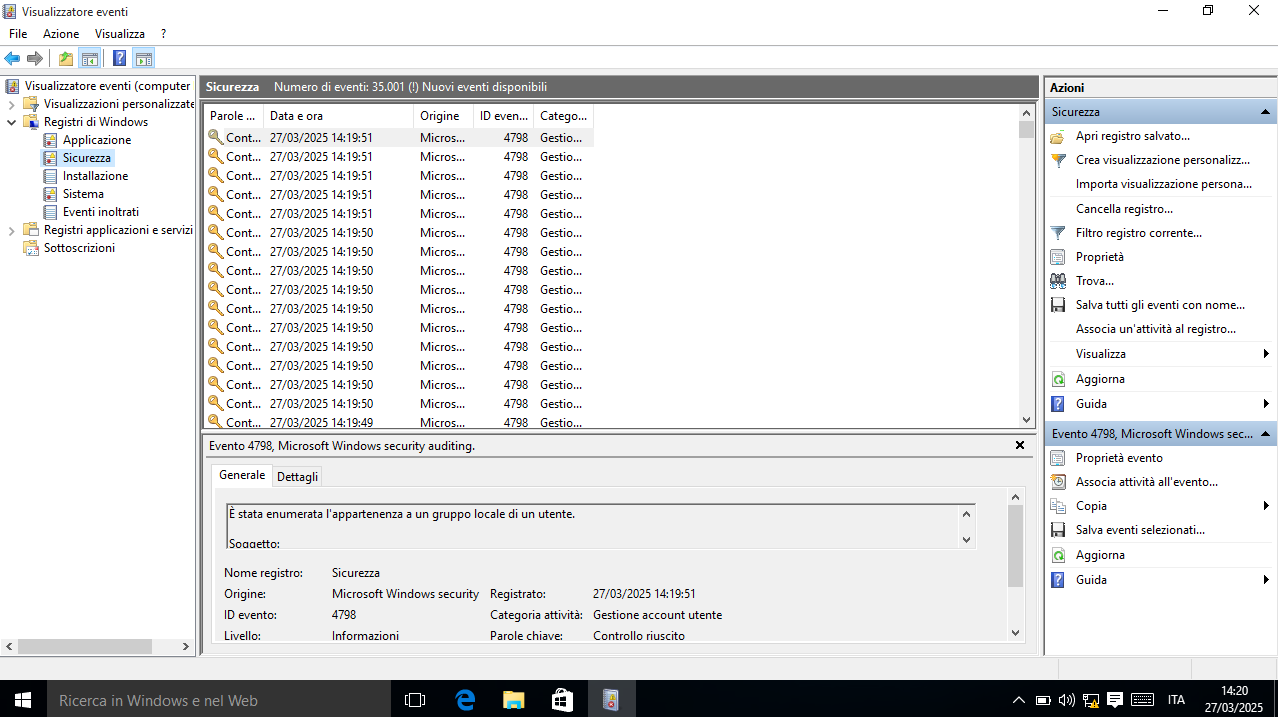 Visualizzatore eventi
File Azione Visualizza ?
Visualizzatore eventi (computer
Visualizzazioni personalizzate
Registri di Windows
Applicazione
Sicurezza
Installazione
Sistema
Eventi inoltrati
Registri applicazioni e servizi
Sottoscrizioni
Sicurezza Numero di eventi: 35.001 (!) Nuovi eventi disponibili
Parole ... Data e ora Origine ID even... Catego...
Cont... 27/03/2025 14:19:51 Micros... 4798 Gestio...
Cont... 27/03/2025 14:19:51 Micros... 4798 Gestio...
Cont... 27/03/2025 14:19:51 Micros... 4798 Gestio...
Cont... 27/03/2025 14:19:51 Micros... 4798 Gestio...
Cont... 27/03/2025 14:19:51 Micros... 4798 Gestio...
Cont... 27/03/2025 14:19:50 Micros... 4798 Gestio...
Cont... 27/03/2025 14:19:50 Micros... 4798 Gestio...
Cont... 27/03/2025 14:19:50 Micros... 4798 Gestio...
Cont... 27/03/2025 14:19:50 Micros... 4798 Gestio...
Cont... 27/03/2025 14:19:50 Micros... 4798 Gestio...
Cont... 27/03/2025 14:19:50 Micros... 4798 Gestio...
Cont... 27/03/2025 14:19:50 Micros... 4798 Gestio...
Cont... 27/03/2025 14:19:50 Micros... 4798 Gestio...
Cont... 27/03/2025 14:19:50 Micros... 4798 Gestio...
Cont... 27/03/2025 14:19:50 Micros... 4798 Gestio...
Cont... 27/03/2025 14:19:49 Micros... 4798 Gestio...
Evento 4798, Microsoft Windows security auditing.
Generale Dettagli
È stata enumerata l'appartenenza a un gruppo locale di un utente.
Soggetto:
Nome registro: Sicurezza
Origine: Microsoft Windows security Registrato: 27/03/2025 14:19:51
ID evento: 4798 Categoria attività: Gestione account utente
Livello: Informazioni Parole chiave: Controllo riuscito
Azioni
Sicurezza
Apri registro salvato...
Crea visualizzazione personalizz...
Importa visualizzazione persona...
Cancella registro...
Filtro registro corrente...
Proprietà
Trova...
Salva tutti gli eventi con nome...
Associa un'attività al registro...
Visualizza
Aggiorna
Guida
Evento 4798, Microsoft Windows sec...
Proprietà evento
Associa attività all'evento...
Copia
Salva eventi selezionati...
Aggiorna
Guida
Ricerca in Windows e nel Web
ITA
14:20
27/03/2025